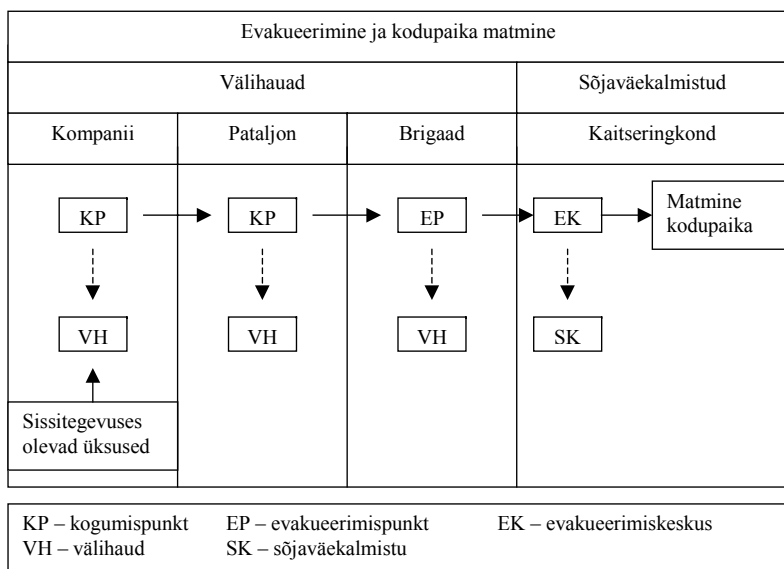 Evakueerimine ja kodupaika matmine
Välihauad
Sõjaväekalmistud
Kompanii
Pataljon
Brigaad
Kaitseringkond
KP
KP
EP
EK
Matmine
kodupaika
VH
VH
VH
SK
Sissitegevuses
olevad üksused
KP – kogumispunkt EP – evakueerimispunkt EK – evakueerimiskeskus
VH – välihaud SK – sõjaväekalmistu